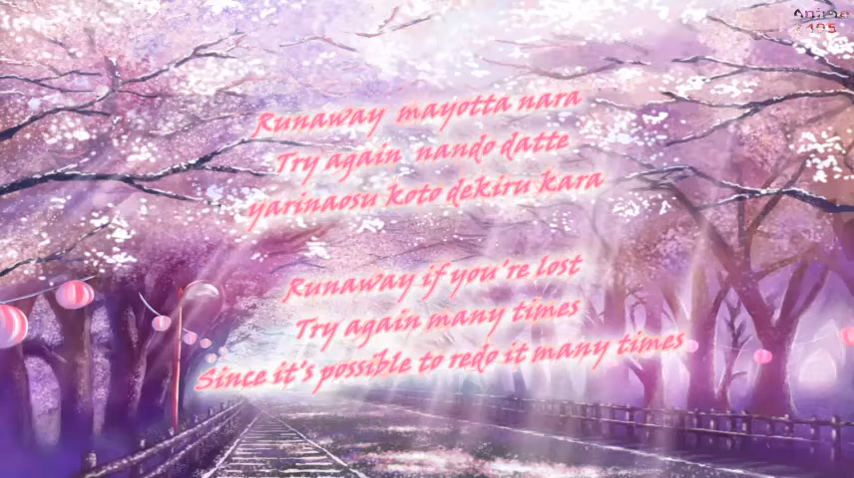 Anime
Runaway mayotta nara
Try again nando datte
yarinaosu koto dekiru kara
Runaway if you're lost
Try again many times
Since it's possible to redo it many times